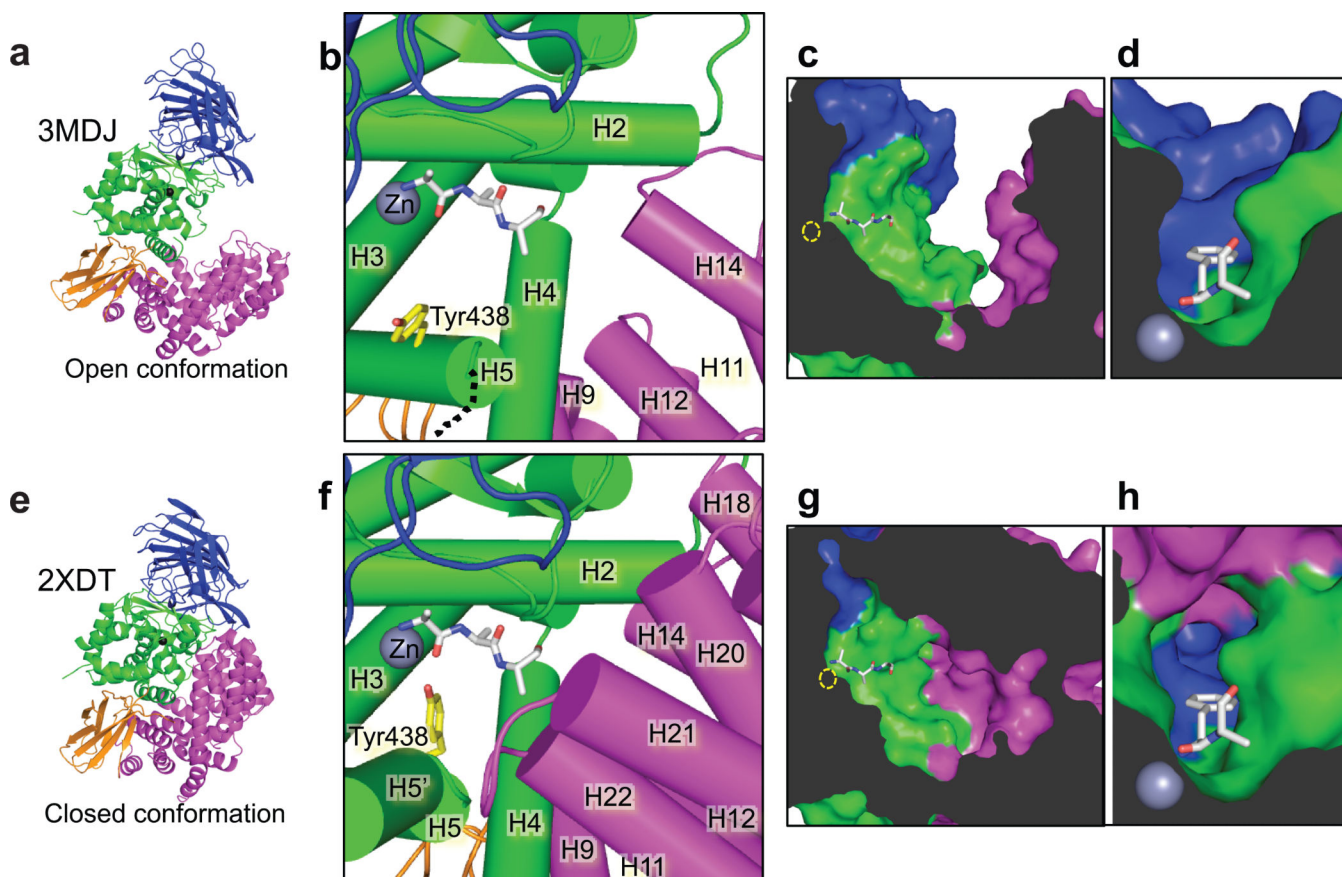 a
3MDJ
Open conformation
b
H2
Zn
H3
H4
H14
Tyr438
H5
H11
H9
H12
c
d
e
2XDT
Closed conformation
f
H18
H2
Zn
H14
H20
H3
Tyr438
H21
H5'
H22
H5
H4
H12
H9
H11
g
h